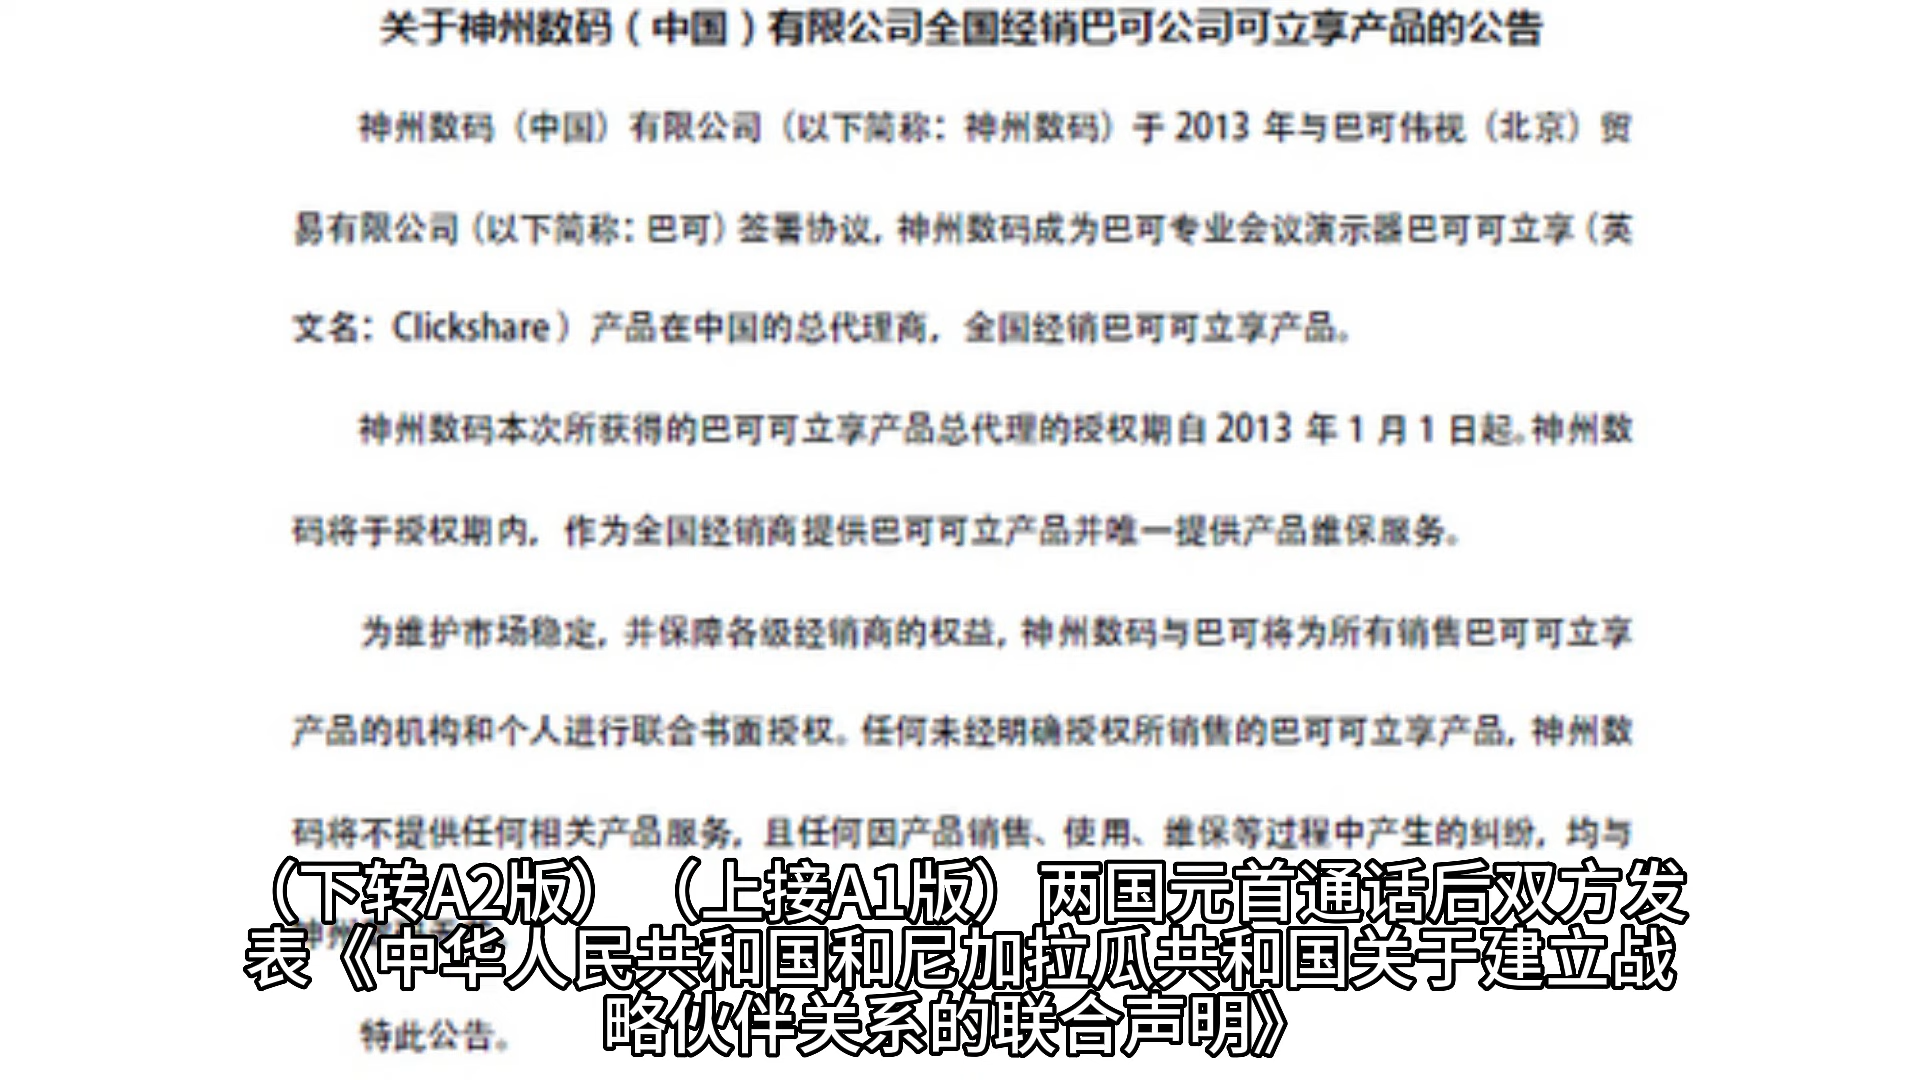 关于神州数码（中国）有限公司全国经销巴可公司可立享产品的公告
神州数码（中国）有限公司（以下简称：神州数码）于 2013 年与巴可伟视（北京）贸
易有限公司（以下简称：巴可）签署协议，神州数码成为巴可专业会议演示器巴可可立享（英
文名：Clickshare）产品在中国的总代理商，全国经销巴可可立享产品。
神州数码本次所获得的巴可可立享产品总代理的授权期自 2013 年 1 月 1 日起。神州数
码将于授权期内，作为全国经销商提供巴可可立产品并唯一提供产品维保服务。
为维护市场稳定，并保障各级经销商的权益，神州数码与巴可将为所有销售巴可可立享
产品的机构和个人进行联合书面授权。任何未经明确授权所销售的巴可可立享产品，神州数
码将不提供任何相关产品服务，且任何因产品销售、使用、维保等过程中产生的纠纷，均与
（下转A2版）（上接A1版）两国元首通话后双方发
表《中华人民共和国和尼加拉瓜共和国关于建立战
略伙伴关系的联合声明》
特此公告。